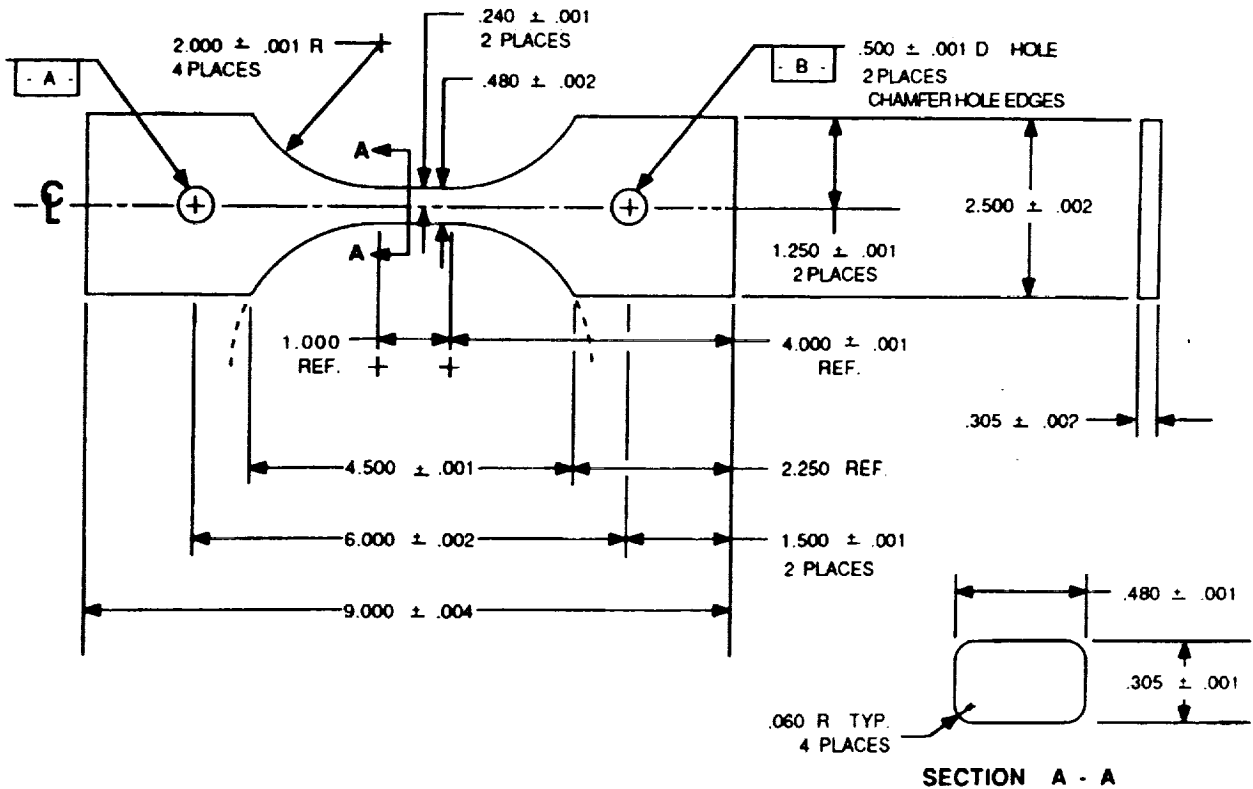 .240 ± .001
2 PLACES
2.000 ± .001 R
4 PLACES
.480 ± .002
- A -
- B -
.500 ± .001 D HOLE
2 PLACES
CHAMFER HOLE EDGES
A
A
CL
2.500 ± .002
1.250 ± .001
2 PLACES
1.000
REF.
4.000 ± .001
REF.
.305 ± .002
4.500 ± .001
2.250 REF.
6.000 ± .002
1.500 ± .001
2 PLACES
9.000 ± .004
.480 ± .001
.305 ± .001
.060 R TYP.
4 PLACES
SECTION A - A